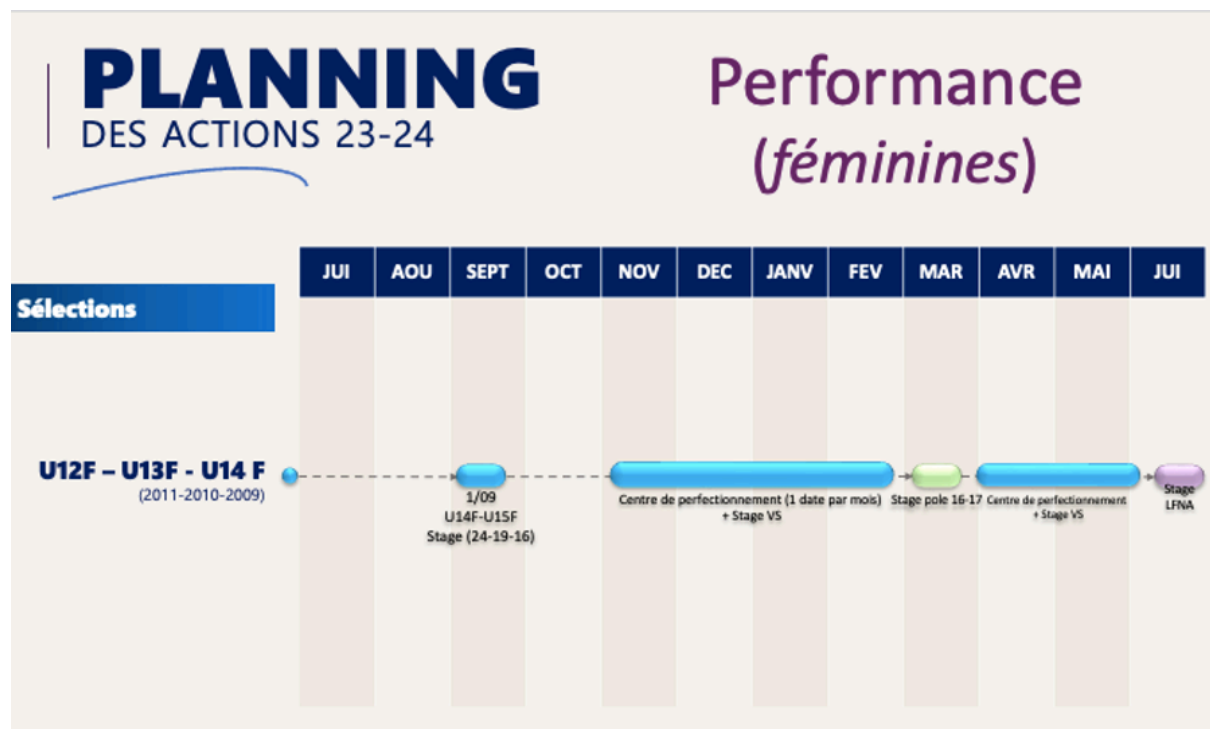 PLANNING
DES ACTIONS 23-24
Performance
(féminines)
JUI AOU SEPT OCT NOV DEC JANV FEV MAR AVR MAI JUI
Sélections
U12F – U13F - U14 F
(2011-2010-2009)
1/09
U14F-U15F
Stage (24-19-16)
Centre de perfectionnement (1 date par mois)
+ Stage VS
Stage pole 16-17
Centre de perfectionnement
+ Stage VS
Stage
LFNA